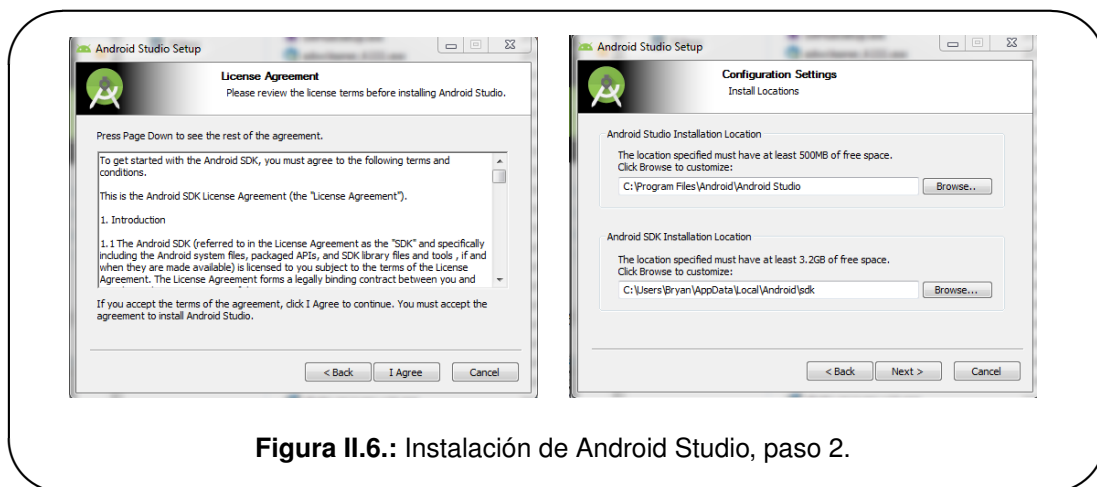 Android Studio Setup
License Agreement
Please review the license terms before installing Android Studio.
Press Page Down to see the rest of the agreement.
To get started with the Android SDK, you must agree to the following terms and
conditions.
This is the Android SDK License Agreement (the "License Agreement").
1. Introduction
1.1 The Android SDK (referred to in the License Agreement as the "SDK" and specifically
including the Android system files, packaged APIs, and SDK library files and tools , if and
when they are made available) is licensed to you subject to the terms of the License
Agreement. The License Agreement forms a legally binding contract between you and
If you accept the terms of the agreement, click I Agree to continue. You must accept the
agreement to install Android Studio.
< Back
I Agree
Cancel
Android Studio Setup
Configuration Settings
Install Locations
Android Studio Installation Location
The location specified must have at least 500MB of free space.
Click Browse to customize:
C:\Program Files\Android\Android Studio
Browse..
Android SDK Installation Location
The location specified must have at least 3.2GB of free space.
Click Browse to customize:
C:\Users\Bryan\AppData\Local\Android\sdk
Browse...
< Back
Next >
Cancel
Figura II.6.: Instalación de Android Studio, paso 2.